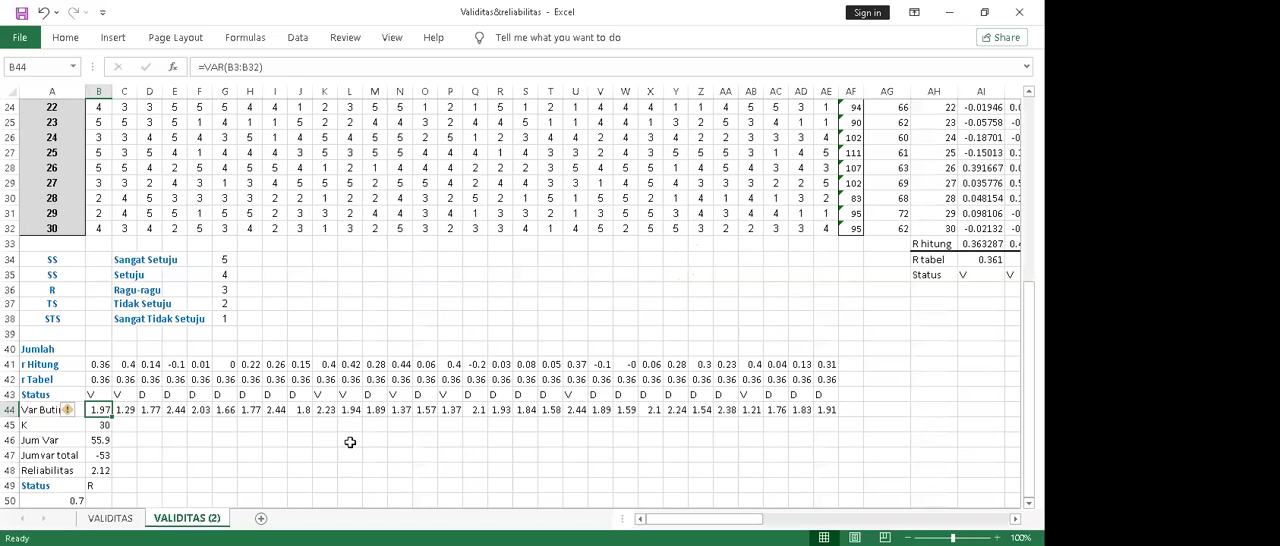 Validitas&reliabilitas - Excel
Sign in
File Home Insert Page Layout Formulas Data Review View Help Tell me what you want to do Share
B44 fx =VAR(B3:B32)
A B C D E F G H I J K L M N O P Q R S T U V W X Y Z AA AB AC AD AE AF AG AH AI
24 22 4 3 3 5 5 5 4 4 1 2 3 5 5 1 2 1 5 1 2 1 4 1 4 4 1 1 4 5 3 1 94 66 22 -0.01946 0.0
25 23 5 5 3 5 1 4 1 1 5 2 2 4 4 3 2 4 3 5 1 1 4 4 1 3 2 5 3 4 1 1 90 62 23 -0.05758 -0.
26 24 3 3 4 5 4 3 5 1 4 5 4 5 5 2 5 1 2 3 4 4 2 4 3 4 2 2 3 3 3 4 102 60 24 -0.18701 -0.
27 25 5 3 5 4 1 4 4 4 3 5 3 5 5 4 4 4 1 4 3 3 2 4 3 5 5 5 3 1 4 5 111 61 25 -0.15013 0.1
28 26 5 5 4 2 5 4 4 1 4 2 1 4 4 4 4 2 2 2 3 5 4 5 5 1 4 5 4 3 4 3 107 63 26 0.391667 0.
29 27 3 3 2 4 3 1 3 4 5 5 5 2 5 5 4 2 4 4 3 3 1 4 5 4 3 3 3 2 2 5 102 69 27 0.035776 0.5
30 28 2 4 5 3 3 3 3 2 2 2 1 4 4 3 2 5 2 1 5 1 5 5 2 1 4 1 4 1 3 2 83 68 28 0.048154 0.1
31 29 2 4 5 5 1 5 5 2 3 3 2 4 4 3 4 1 3 3 2 1 3 5 5 3 4 3 4 4 1 1 95 72 29 0.098106 -0
32 30 4 3 4 2 5 3 4 2 3 1 3 2 5 3 2 2 3 3 4 1 4 5 2 5 5 3 2 3 3 4 95 62 30 -0.02132 -0
33 R hitung 0.363287 0.4
34 SS Sangat Setuju 5 R tabel 0.361
35 SS Setuju 4 Status V V
36 R Ragu-ragu 3
37 TS Tidak Setuju 2
38 STS Sangat Tidak Setuju 1
39
40 Jumlah
41 r Hitung 0.36 0.4 0.14 -0.1 0.01 0 0.22 0.26 0.15 0.4 0.42 0.28 0.44 0.06 0.4 -0.2 0.03 0.08 0.05 0.37 -0.1 -0 0.06 0.28 0.3 0.23 0.4 0.04 0.13 0.31
42 r Tabel 0.36 0.36 0.36 0.36 0.36 0.36 0.36 0.36 0.36 0.36 0.36 0.36 0.36 0.36 0.36 0.36 0.36 0.36 0.36 0.36 0.36 0.36 0.36 0.36 0.36 0.36 0.36 0.36 0.36 0.36
43 Status V V D D D D D D D V V D V D V D D D D V D D D D D D V D D D
44 Var Buti 1.97 1.29 1.77 2.44 2.03 1.66 1.77 2.44 1.8 2.23 1.94 1.89 1.37 1.57 1.37 2.1 1.93 1.84 1.58 2.44 1.89 1.59 2.1 2.24 1.54 2.38 1.21 1.76 1.83 1.91
45 K 30
46 Jum Var 55.9
47 Jum var total -53
48 Reliabilitas 2.12
49 Status R
50 0.7
VALIDITAS VALIDITAS (2)
Ready 100%